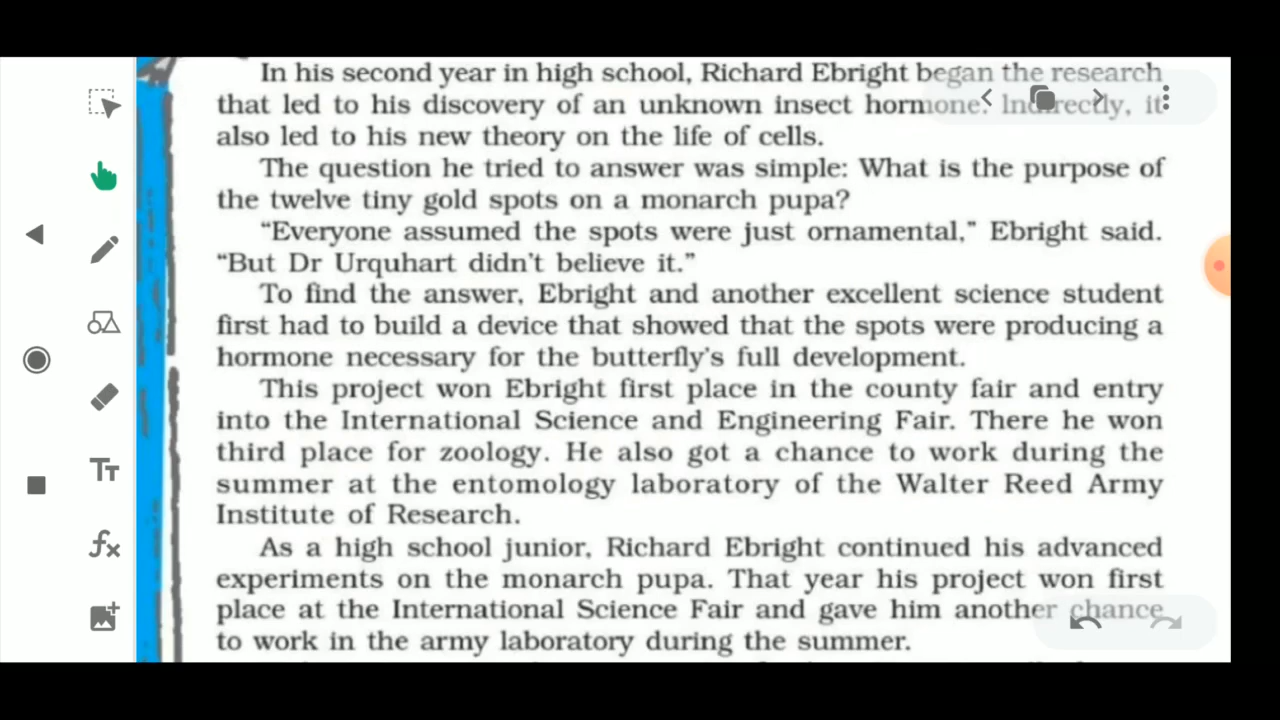 In his second year in high school, Richard Ebright began the research
that led to his discovery of an unknown insect hormone. Indirectly, it
also led to his new theory on the life of cells.
The question he tried to answer was simple: What is the purpose of
the twelve tiny gold spots on a monarch pupa?
“Everyone assumed the spots were just ornamental,” Ebright said.
“But Dr Urquhart didn’t believe it.”
To find the answer, Ebright and another excellent science student
first had to build a device that showed that the spots were producing a
hormone necessary for the butterfly’s full development.
This project won Ebright first place in the county fair and entry
into the International Science and Engineering Fair. There he won
third place for zoology. He also got a chance to work during the
summer at the entomology laboratory of the Walter Reed Army
Institute of Research.
As a high school junior, Richard Ebright continued his advanced
experiments on the monarch pupa. That year his project won first
place at the International Science Fair and gave him another chance
to work in the army laboratory during the summer.
Tт
fx